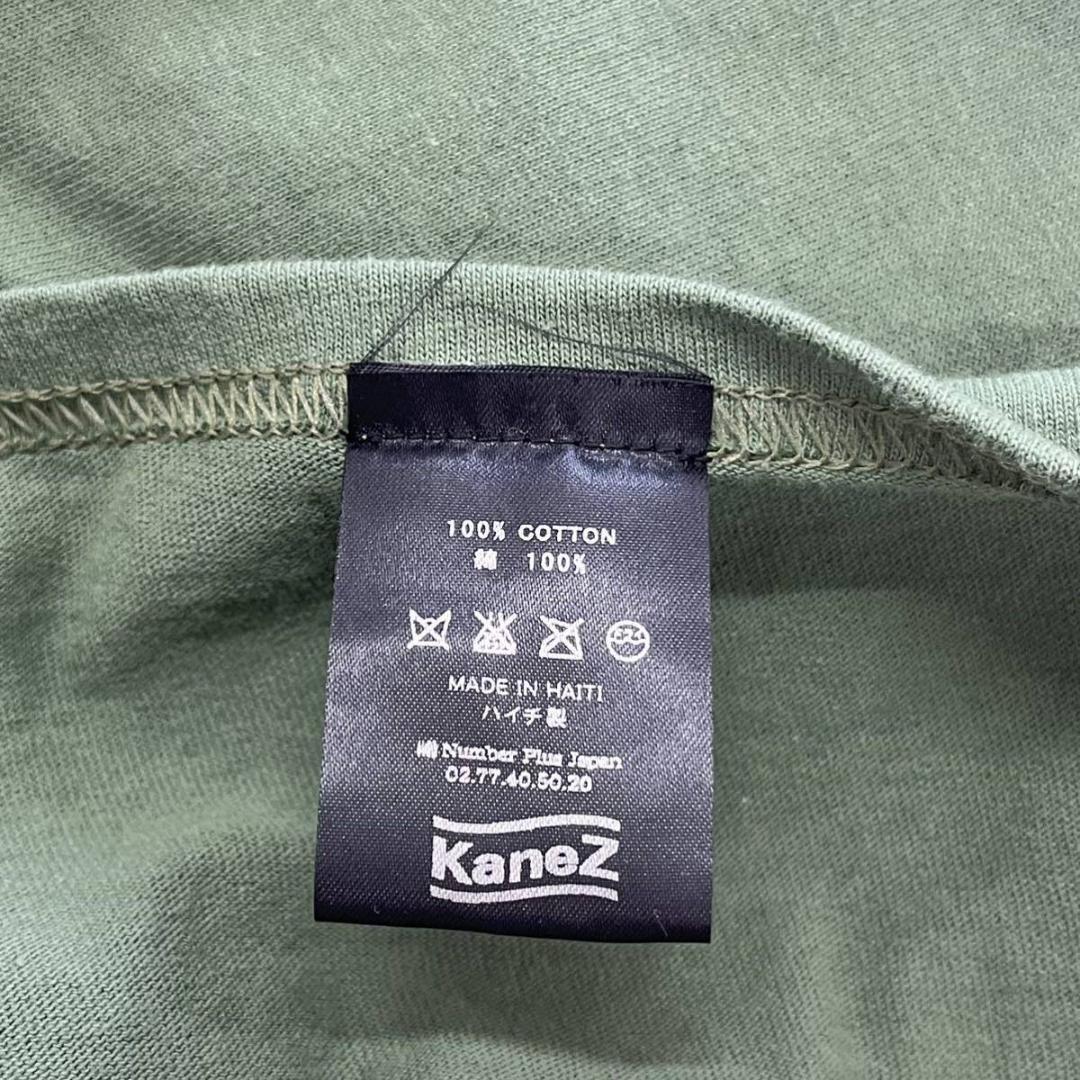 100% COTTON
綿 100%
MADE IN HAITI
ハイチ製
㈱ Number Plus Japan
02.77.40.50.20
KaneZ